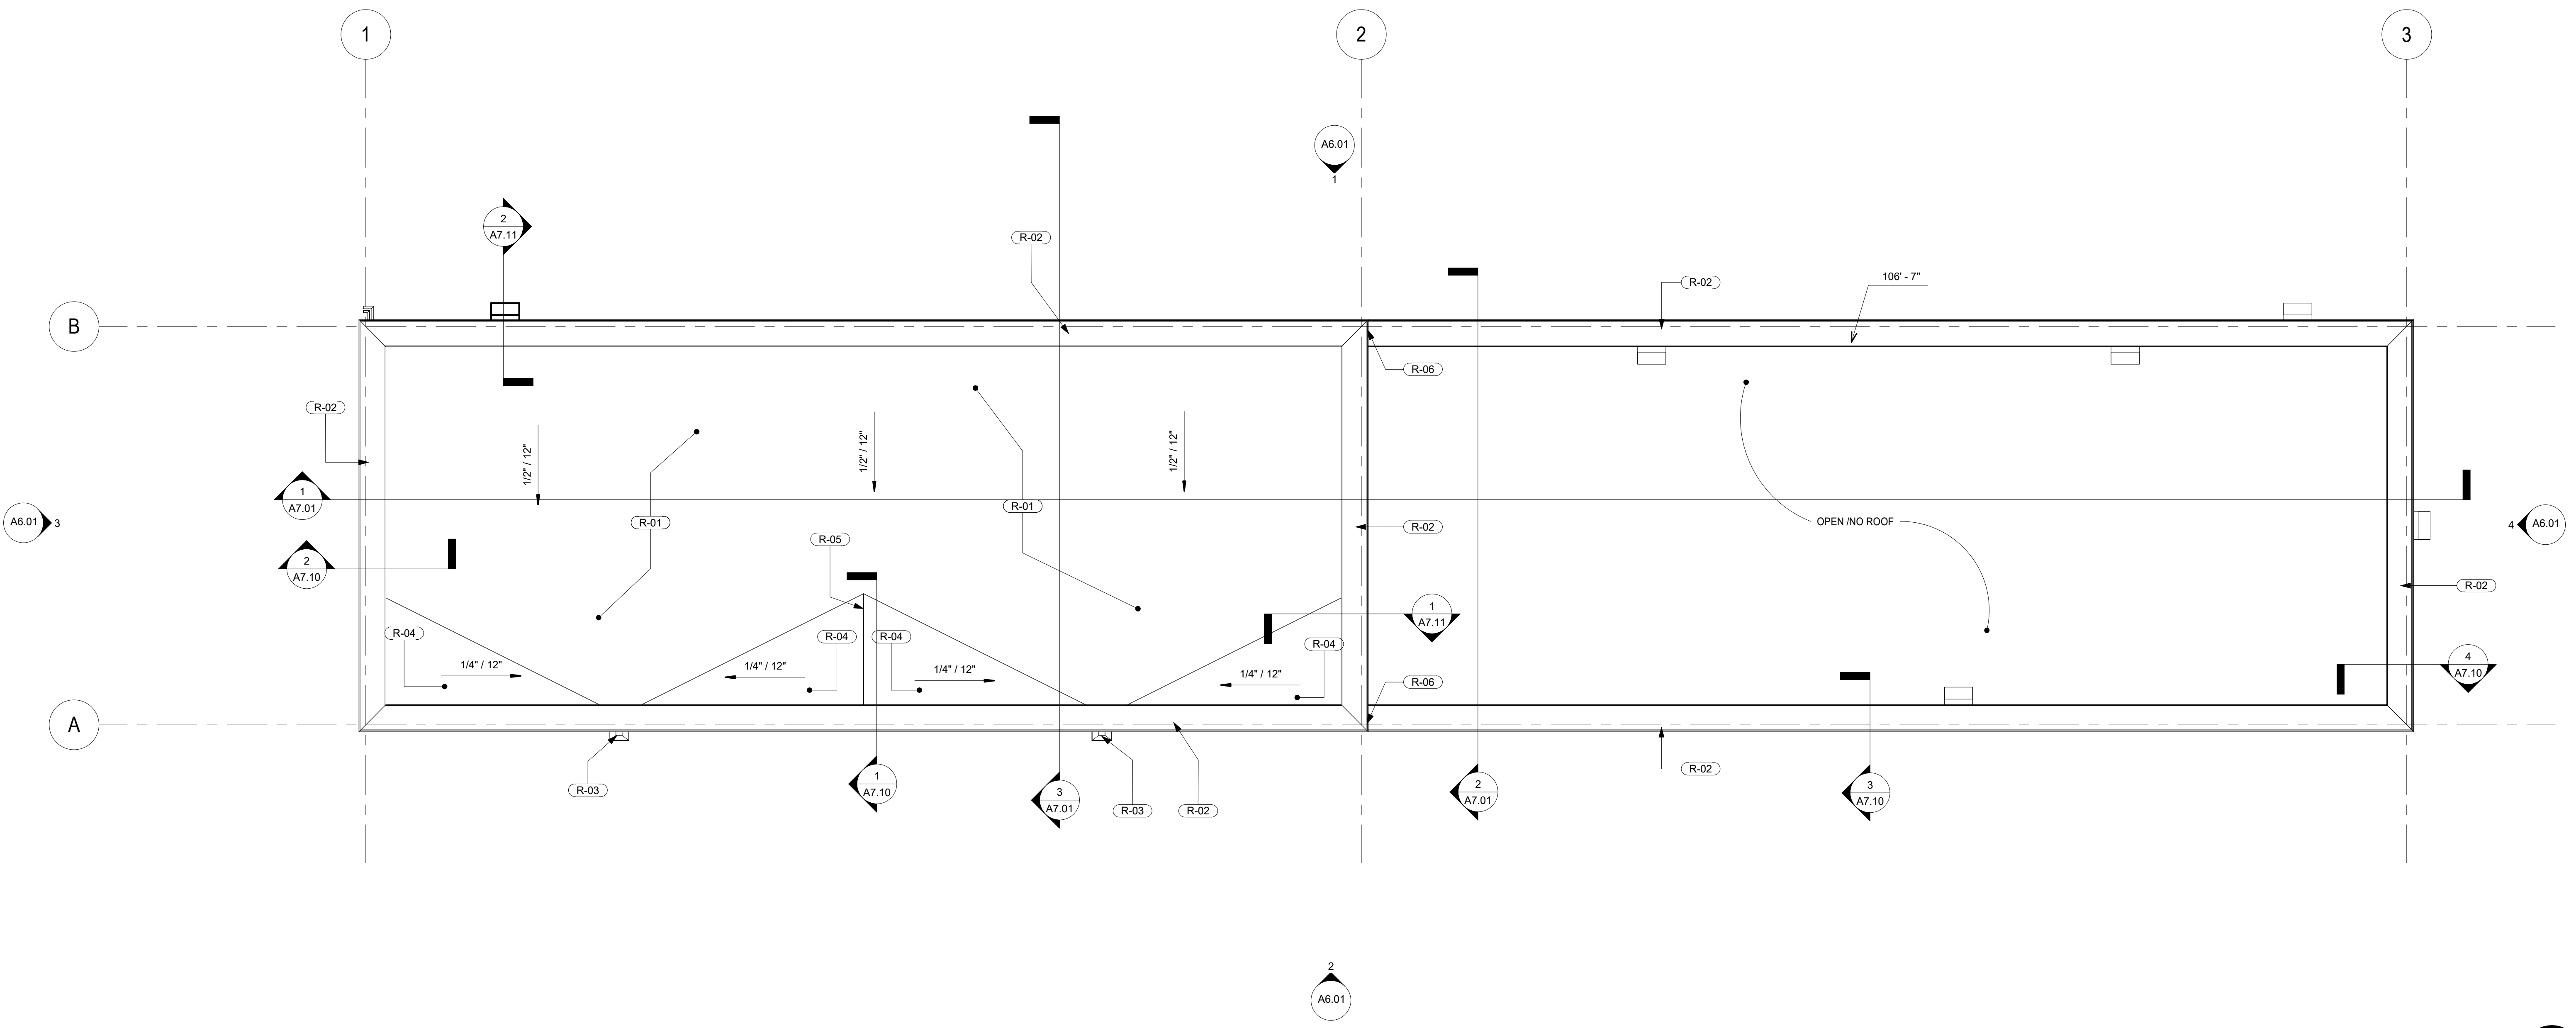 1
2
3
A6.01
1
2
A7.11
R-02
R-02
106' - 7"
B
R-06
R-02
1/2" / 12"
1/2" / 12"
1/2" / 12"
1
A7.01
R-01
R-01
OPEN /NO ROOF
R-02
A6.01
3
4
A6.01
R-05
2
A7.10
R-02
1
A7.11
R-04
R-04
R-04
R-04
1/4" / 12"
1/4" / 12"
1/4" / 12"
1/4" / 12"
4
A7.10
R-06
A
R-02
R-03
1
A7.10
3
A7.01
R-03
R-02
2
A7.01
3
A7.10
2
A6.01